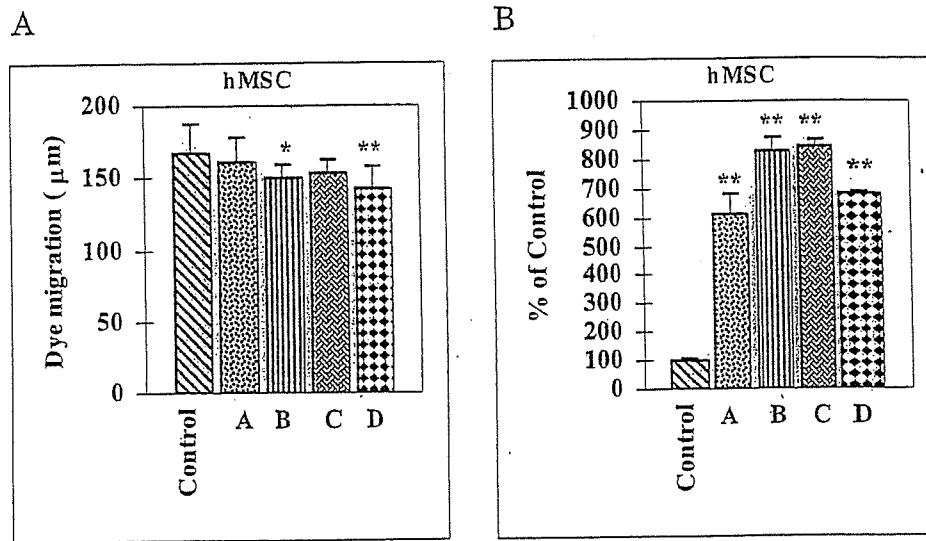 A
hMSC
Dye migration ( μm)
200
150
100
50
0
*
**
Control
A B C D
B
hMSC
% of Control
1000
900
800
700
600
500
400
300
200
100
0
**
**
**
**
Control
A B C D